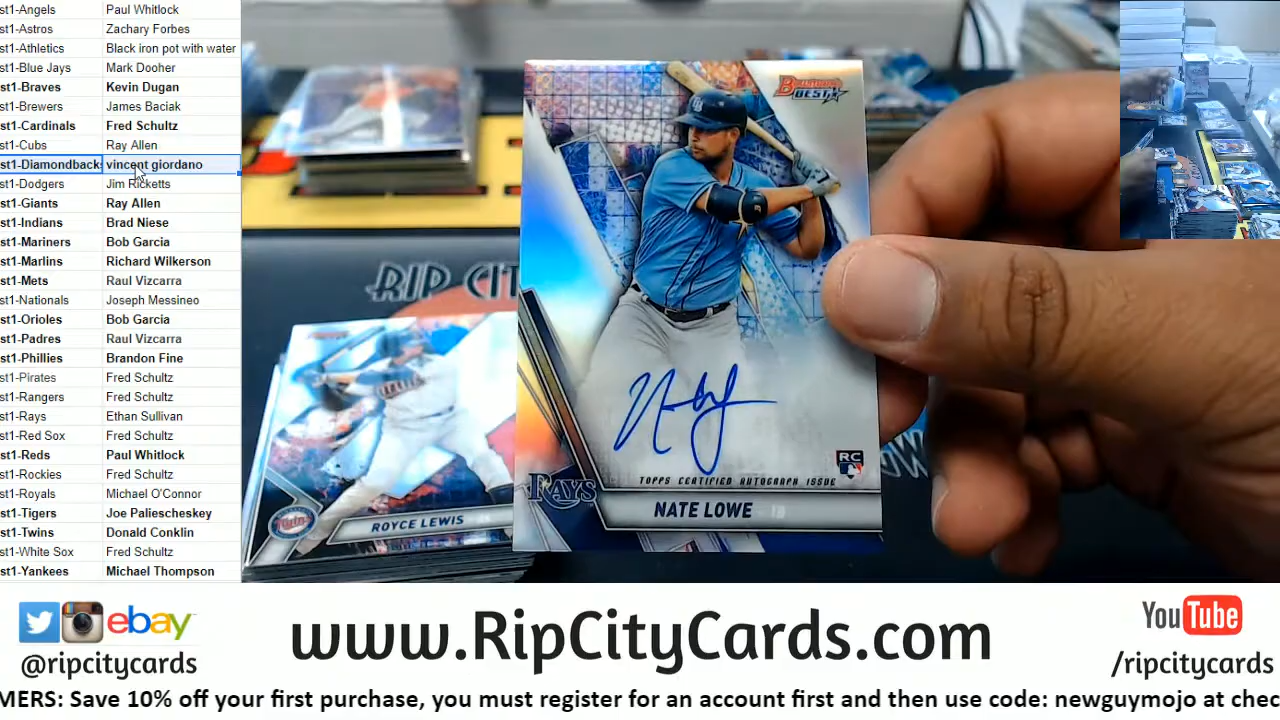 st1-Angels Paul Whitlock
st1-Astros Zachary Forbes
st1-Athletics Black iron pot with water
st1-Blue Jays Mark Dooher
st1-Braves Kevin Dugan
st1-Brewers James Baciak
st1-Cardinals Fred Schultz
st1-Cubs Ray Allen
st1-Diamondback vincent giordano
st1-Dodgers Jim Ricketts
st1-Giants Ray Allen
st1-Indians Brad Niese
st1-Mariners Bob Garcia
st1-Marlins Richard Wilkerson
st1-Mets Raul Vizcarra
st1-Nationals Joseph Messineo
st1-Orioles Bob Garcia
st1-Padres Raul Vizcarra
st1-Phillies Brandon Fine
st1-Pirates Fred Schultz
st1-Rangers Fred Schultz
st1-Rays Ethan Sullivan
st1-Red Sox Fred Schultz
st1-Reds Paul Whitlock
st1-Rockies Fred Schultz
st1-Royals Michael O'Connor
st1-Tigers Joe Paliescheskey
st1-Twins Donald Conklin
st1-White Sox Fred Schultz
st1-Yankees Michael Thompson
BOWMAN'S BEST
RIP CIT
TOPPS CERTIFIED AUTOGRAPH ISSUE
RC
RAYS
NATE LOWE 1B
TWINS
ROYCE LEWIS
ebay
@ripcitycards
www.RipCityCards.com
YouTube
/ripcitycards
MERS: Save 10% off your first purchase, you must register for an account first and then use code: newguymojo at chec